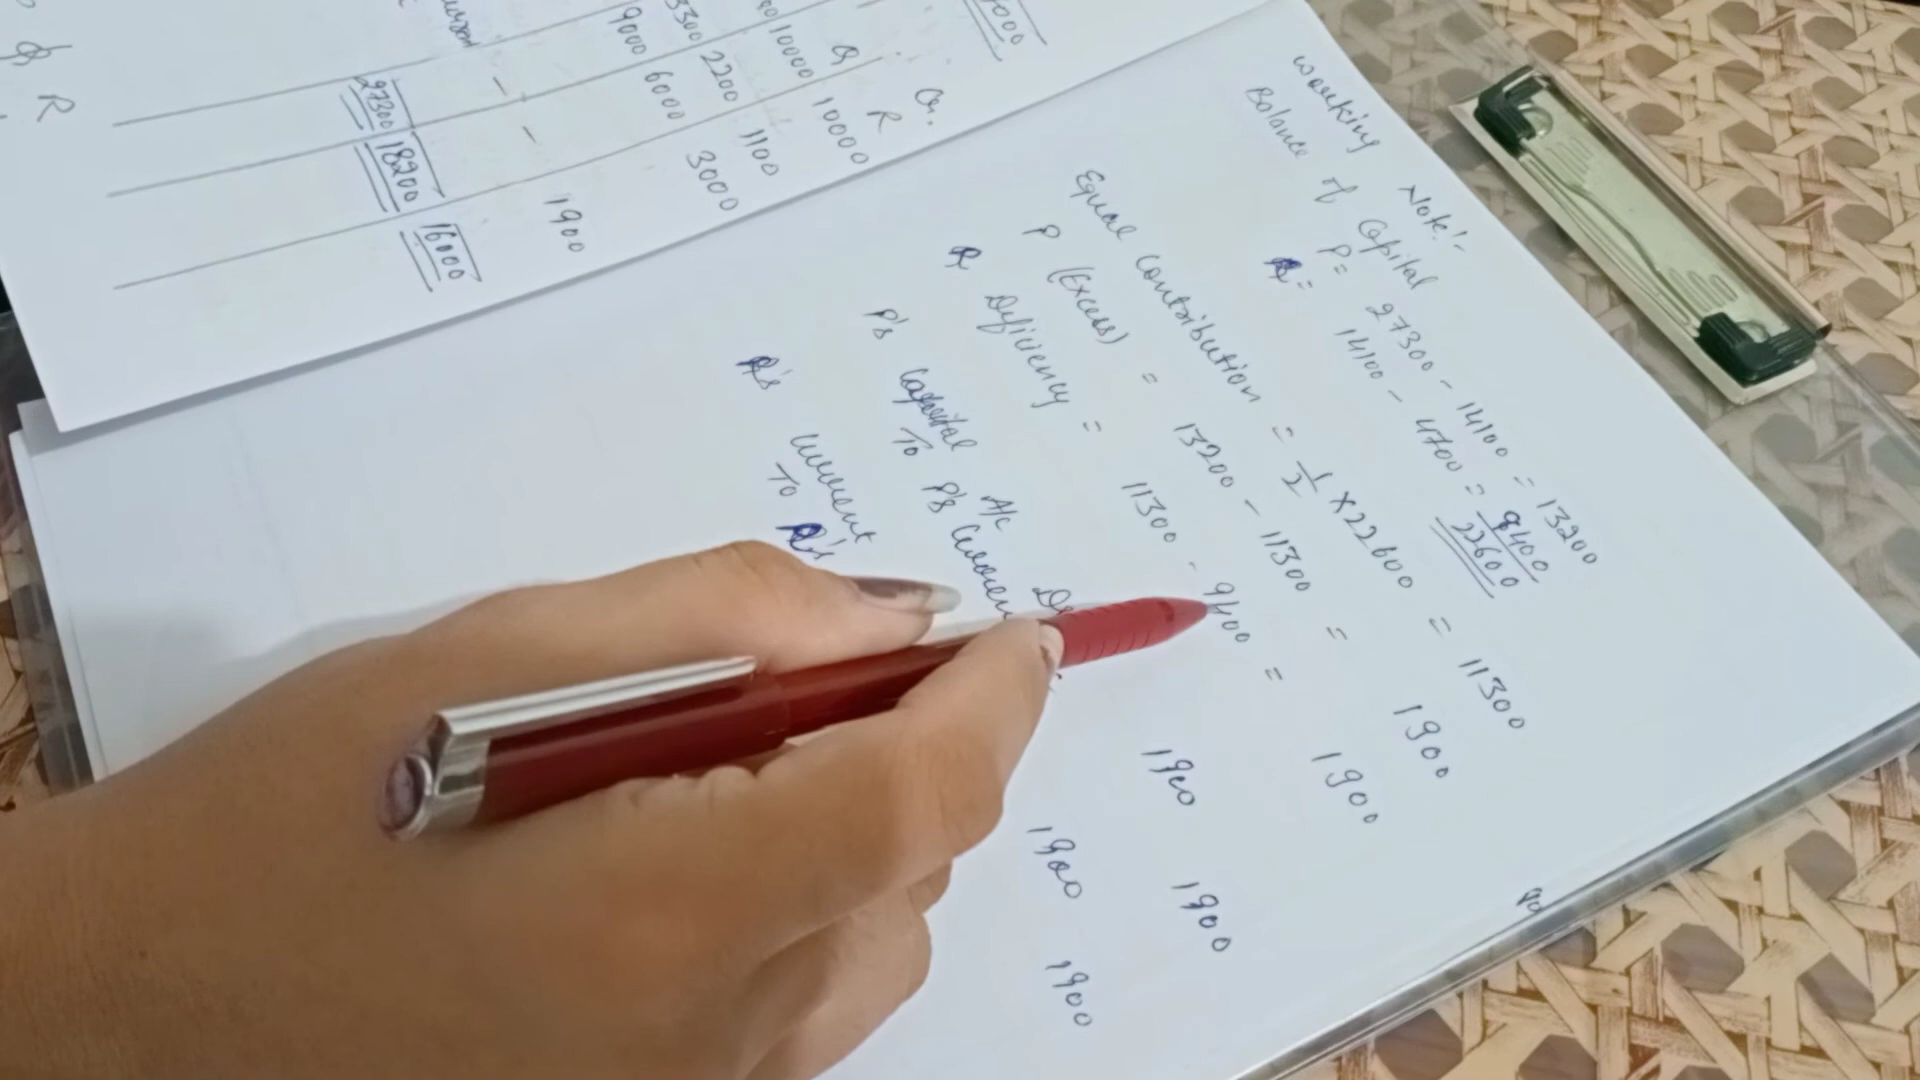 Cr.
Q R
10000 10000
3300 2200 1100
9000 6000 3000
1900
27300 18200 16000
R
Working Note:-
Balance of Capital
P = 27300 - 14100 = 13200
R = 14100 - 4700 = 9400
22600
Equal Contribution = 1/2 × 22600 = 11300
P (Excess) = 13200 - 11300 = 1900
R Deficiency = 11300 - 9400 = 1900
P's Capital A/c 1900
To P's 1900
R's Current 1900
To R's 1900